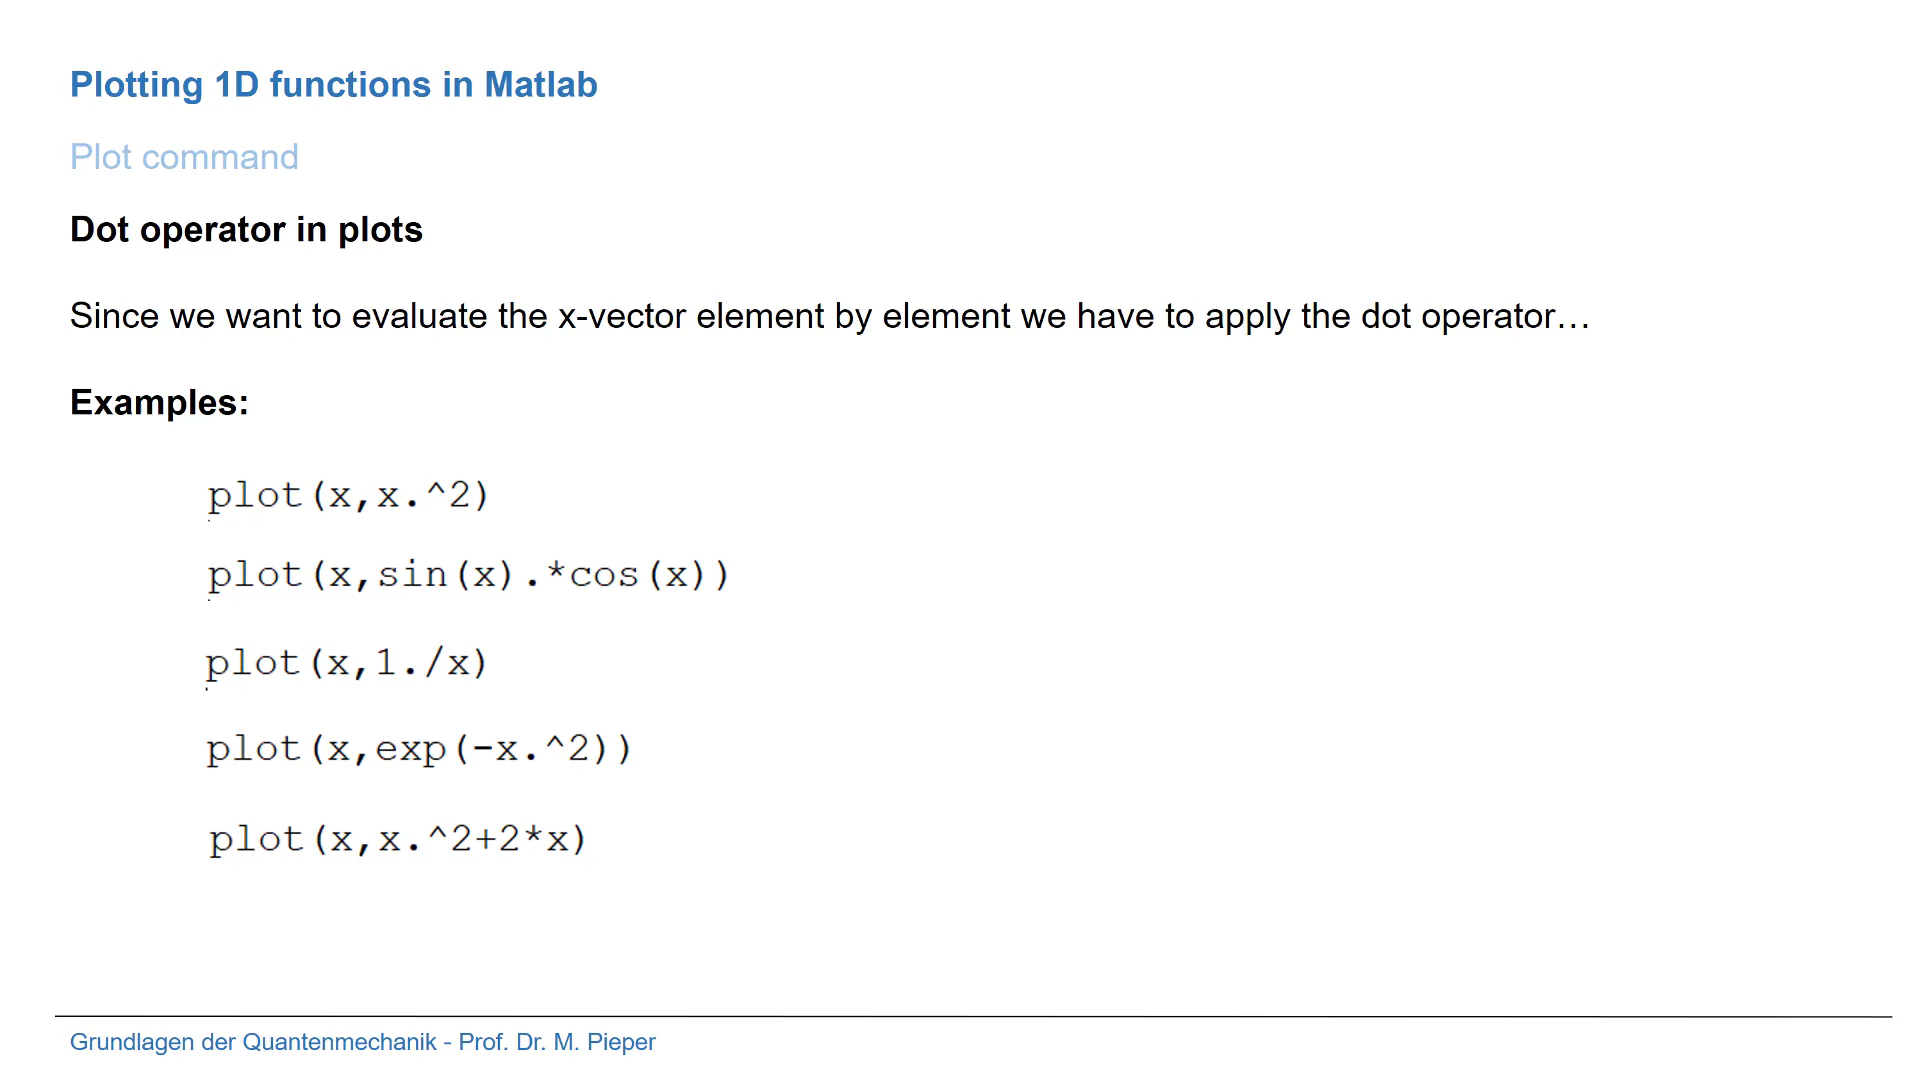 Plotting 1D functions in Matlab
Plot command
Dot operator in plots
Since we want to evaluate the x-vector element by element we have to apply the dot operator…
Examples:
plot(x,x.^2)
plot(x,sin(x).*cos(x))
plot(x,1./x)
plot(x,exp(-x.^2))
plot(x,x.^2+2*x)
Grundlagen der Quantenmechanik - Prof. Dr. M. Pieper